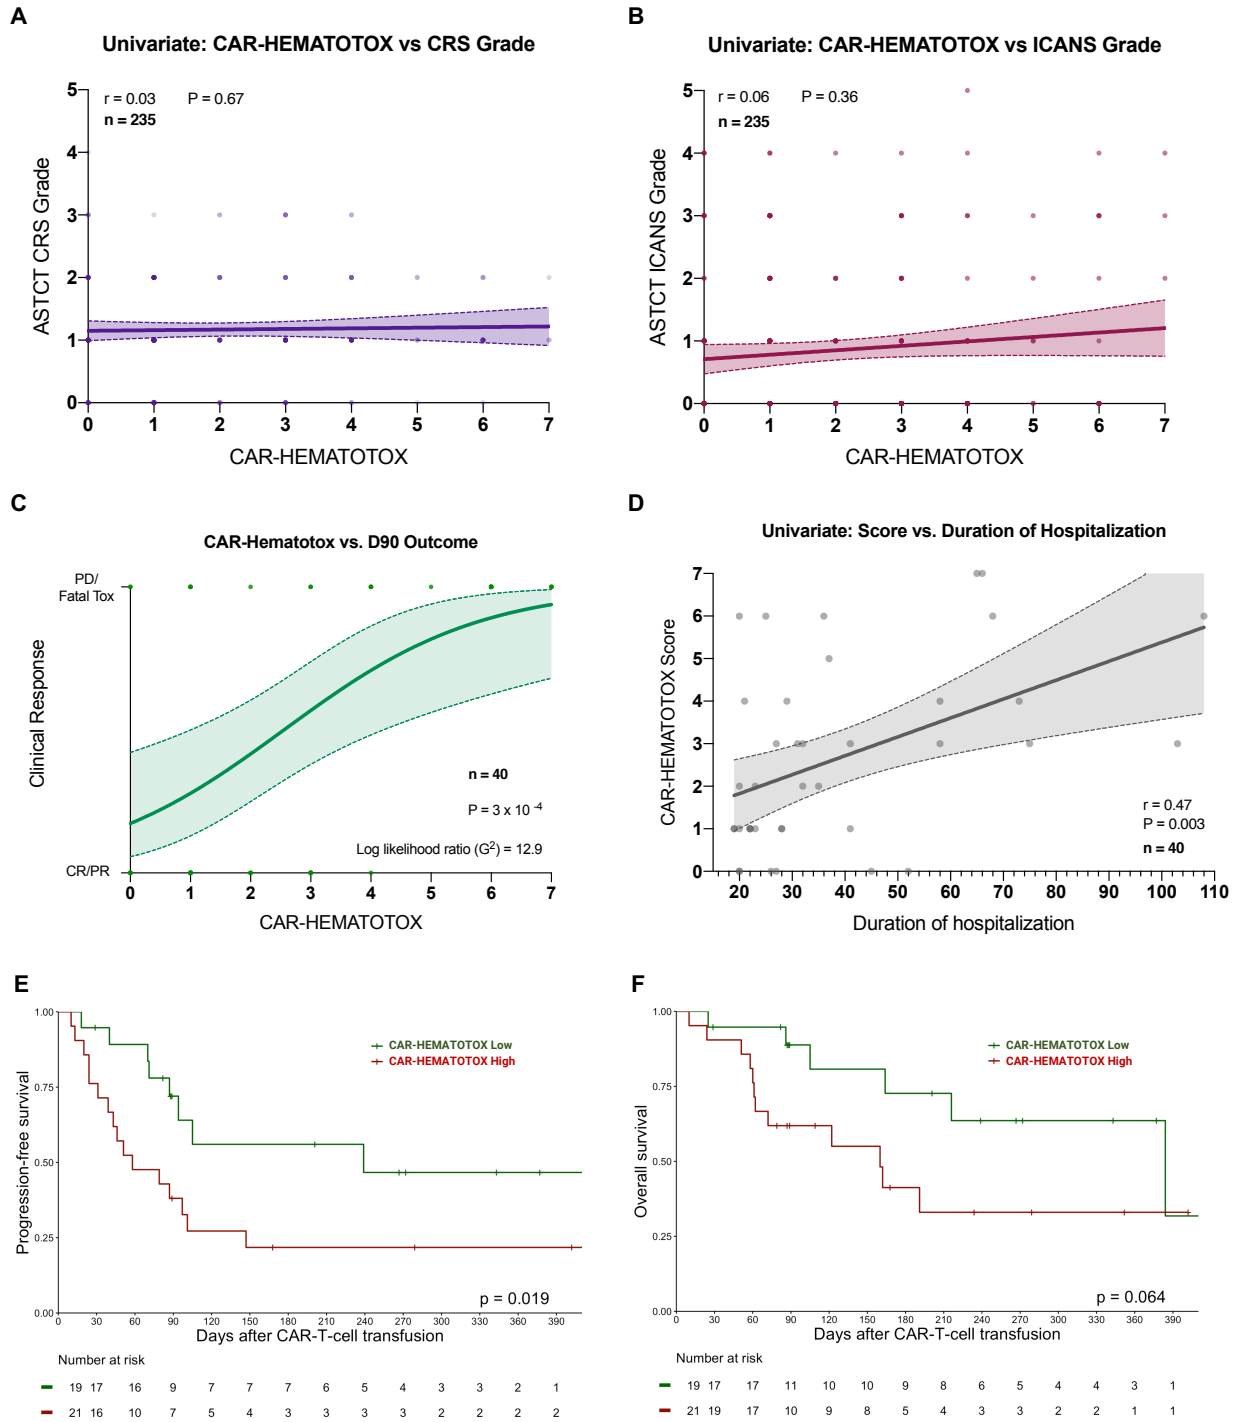 A
Univariate: CAR-HEMATOTOX vs CRS Grade
r = 0.03 P = 0.67
n = 235
ASTCT CRS Grade
5
4
3
2
1
0
0 1 2 3 4 5 6 7
CAR-HEMATOTOX
B
Univariate: CAR-HEMATOTOX vs ICANS Grade
r = 0.06 P = 0.36
n = 235
ASTCT ICANS Grade
5
4
3
2
1
0
0 1 2 3 4 5 6 7
CAR-HEMATOTOX
C
CAR-Hematotox vs. D90 Outcome
PD/
Fatal Tox
Clinical Response
n = 40
P = 3 x 10 -4
Log likelihood ratio (G2) = 12.9
CR/PR
0 1 2 3 4 5 6 7
CAR-HEMATOTOX
D
Univariate: Score vs. Duration of Hospitalization
CAR-HEMATOTOX Score
7
6
5
4
3
2
1
0
r = 0.47
P = 0.003
n = 40
20 30 40 50 60 70 80 90 100 110
Duration of hospitalization
E
Progression-free survival
1.00
0.75
0.50
0.25
0.00
CAR-HEMATOTOX Low
CAR-HEMATOTOX High
p = 0.019
0 30 60 90 120 150 180 210 240 270 300 330 360 390
Days after CAR-T-cell transfusion
Number at risk
19 17 16 9 7 7 7 6 5 4 3 3 2 1
21 16 10 7 5 4 3 3 3 3 2 2 2 2
F
Overall survival
1.00
0.75
0.50
0.25
0.00
CAR-HEMATOTOX Low
CAR-HEMATOTOX High
p = 0.064
0 30 60 90 120 150 180 210 240 270 300 330 360 390
Days after CAR-T-cell transfusion
Number at risk
19 17 17 11 10 10 9 8 6 5 4 4 3 1
21 19 17 10 9 8 5 4 3 3 2 2 1 1